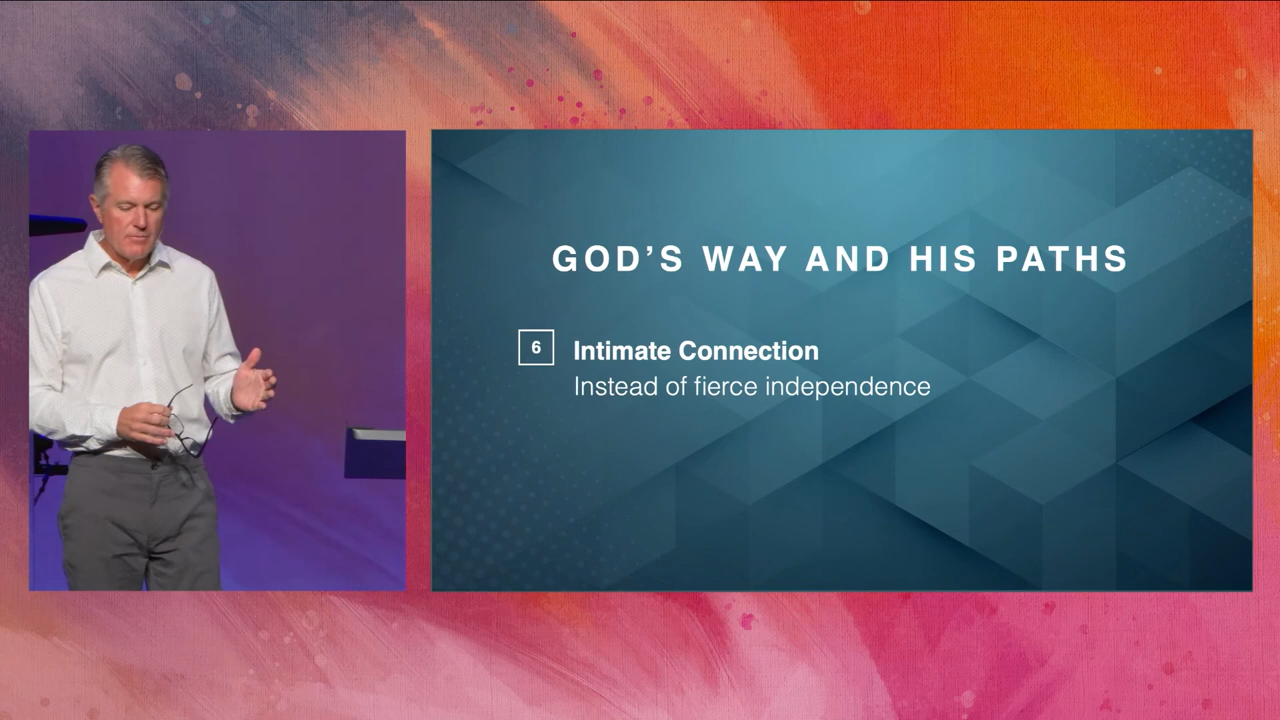 GOD’S WAY AND HIS PATHS
6 Intimate Connection
Instead of fierce independence